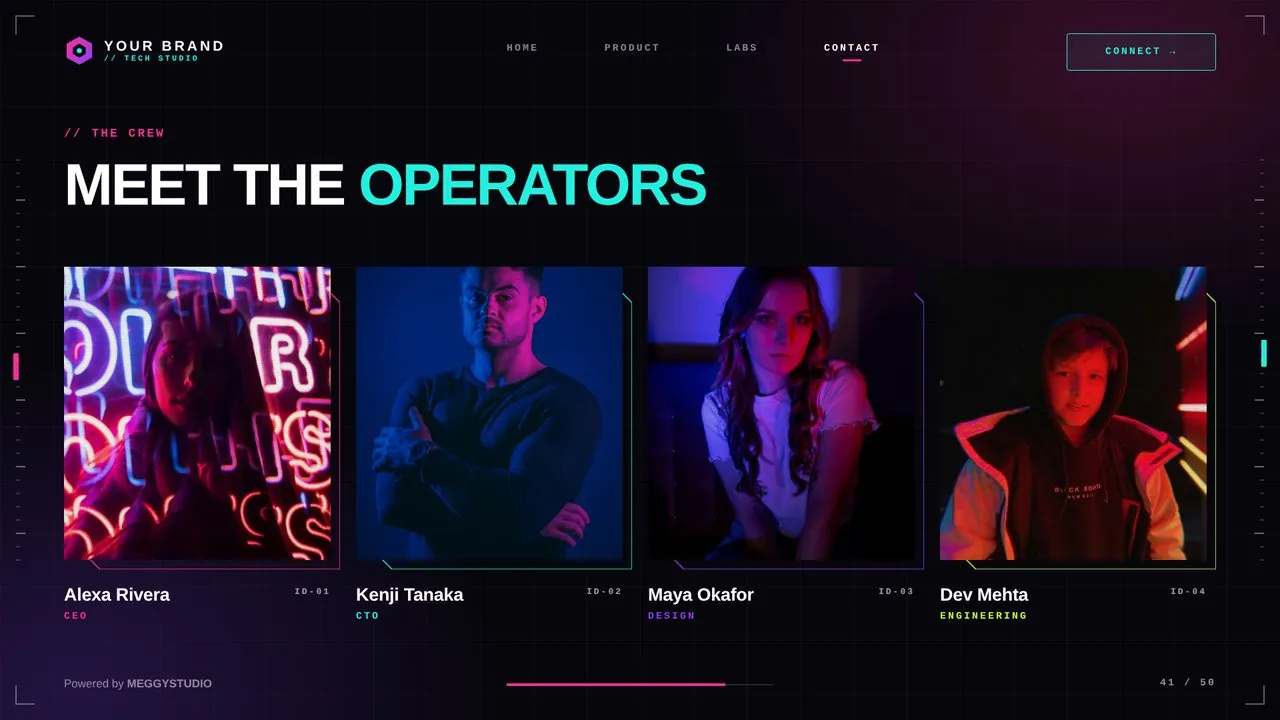 YOUR BRAND
// TECH STUDIO
HOME
PRODUCT
LABS
CONTACT
CONNECT →
// THE CREW
MEET THE OPERATORS
R
Alexa Rivera
ID-01
CEO
Kenji Tanaka
ID-02
CTO
Maya Okafor
ID-03
DESIGN
Dev Mehta
ID-04
ENGINEERING
Powered by MEGGYSTUDIO
41 / 50